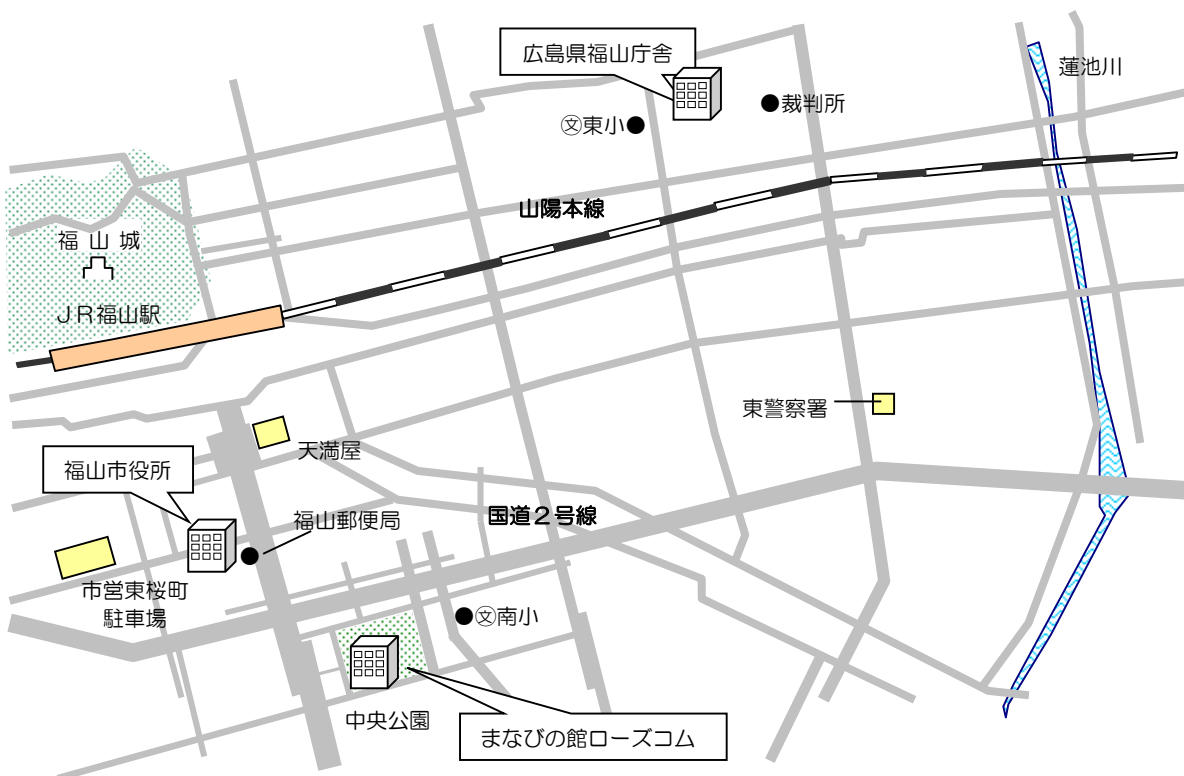 広島県福山庁舎
蓮池川
裁判所
㊛東小
山陽本線
福山城
JR福山駅
東警察署
天満屋
福山市役所
国道2号線
福山郵便局
市営東桜町
駐車場
㊛南小
中央公園
まなびの館ローズコム